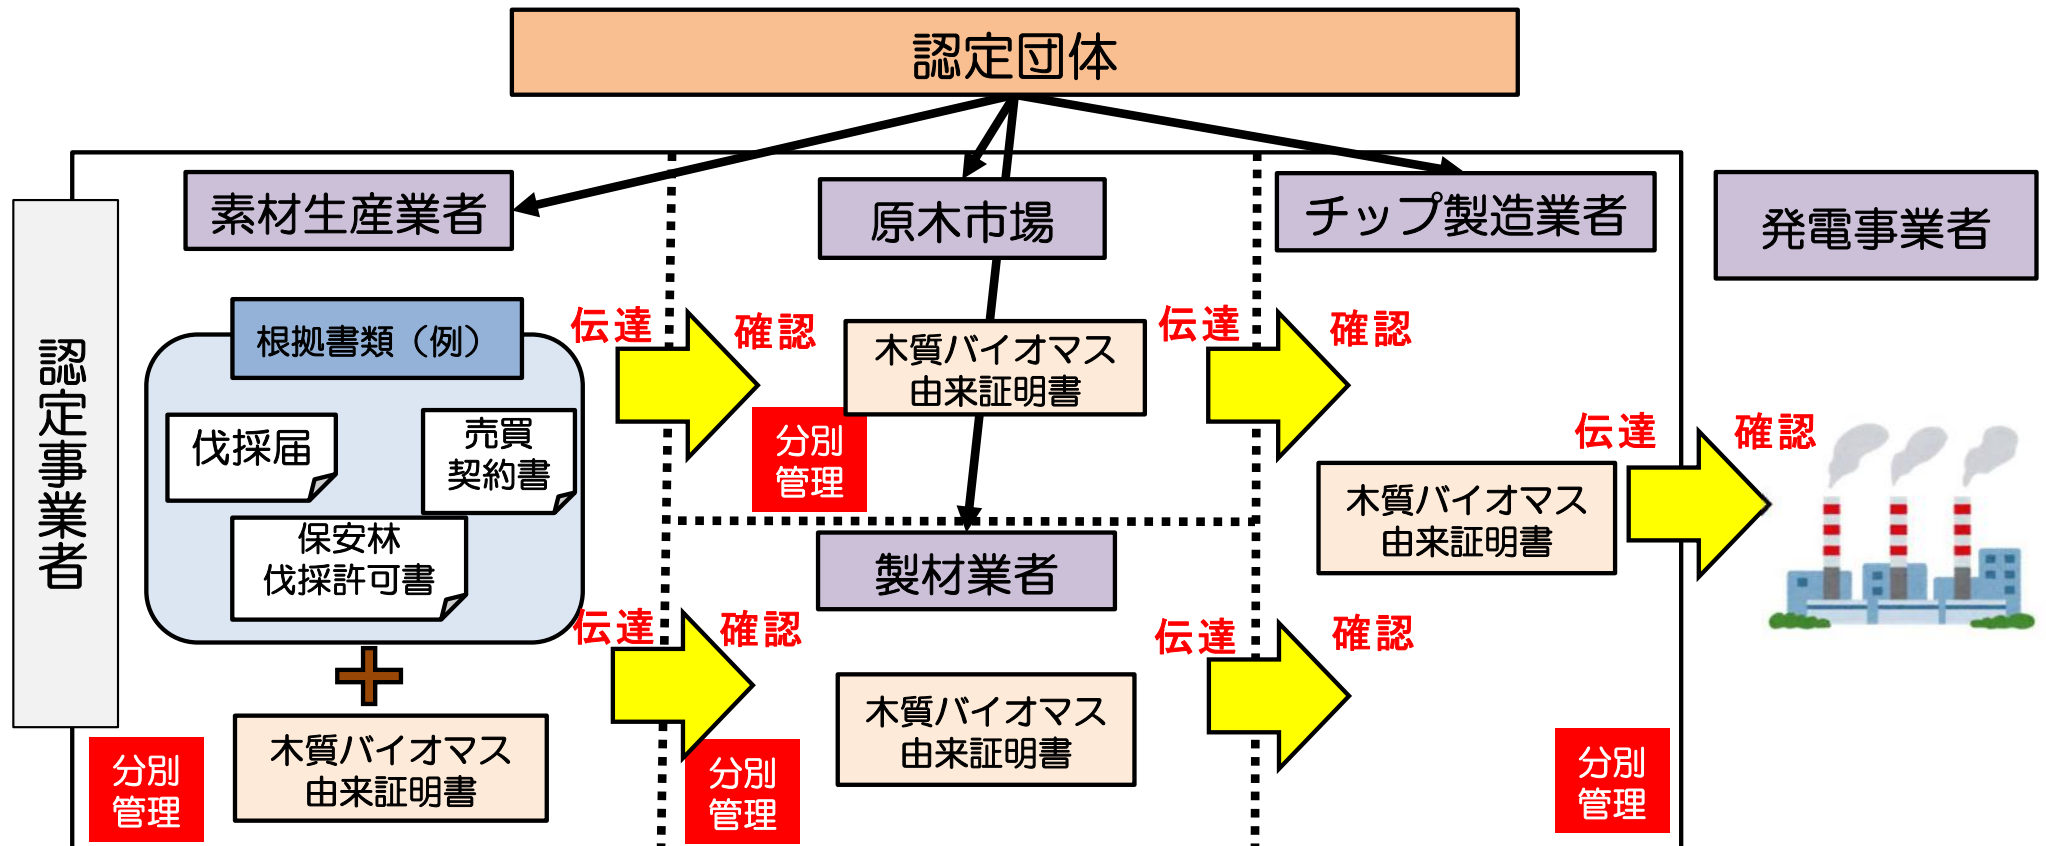 認定団体
素材生産業者
原木市場
チップ製造業者
発電事業者
認定事業者
根拠書類（例）
伐採届
売買
契約書
保安林
伐採許可書
木質バイオマス
由来証明書
分別
管理
伝達
確認
木質バイオマス
由来証明書
分別
管理
伝達
確認
製材業者
木質バイオマス
由来証明書
分別
管理
伝達
確認
伝達
確認
木質バイオマス
由来証明書
分別
管理
伝達
確認